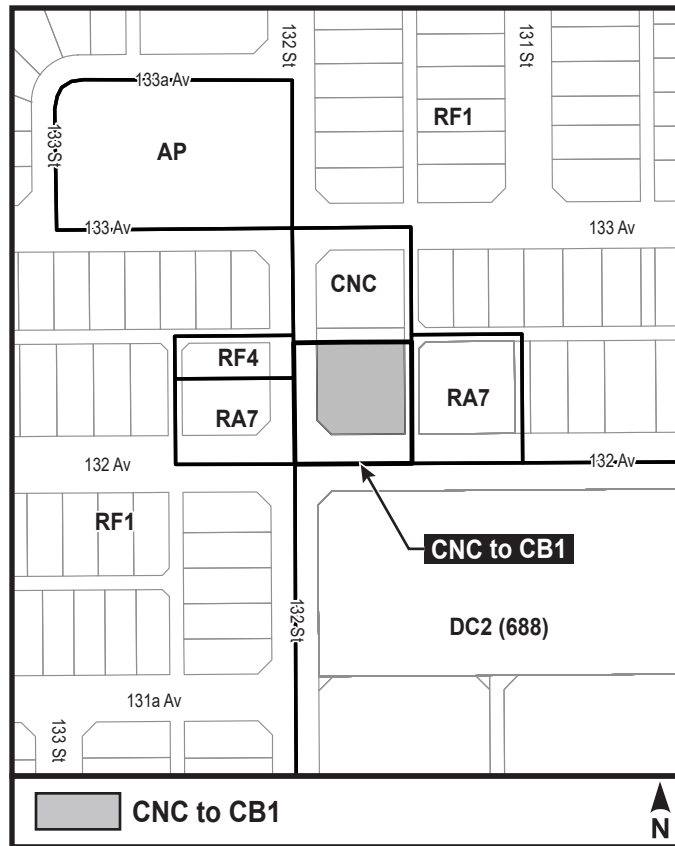 132 St
131 St
133a Av
RF1
133 St
AP
133 Av
133 Av
CNC
RF4
RA7
RA7
132 Av
132 Av
RF1
CNC to CB1
132 St
DC2 (688)
131a Av
133 St
CNC to CB1
N